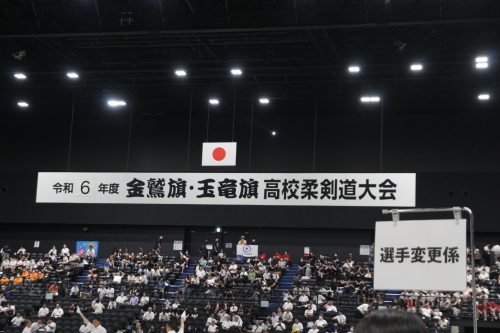 令和 6 年度 金鷲旗・玉竜旗 高校柔剣道大会
選手変更係